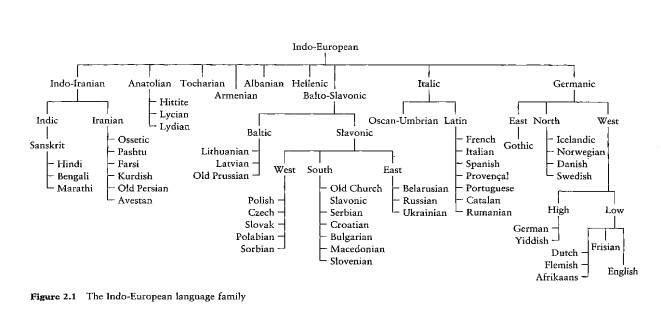 Indo-European
Indo-Iranian
Anatolian
Tocharian
Armenian
Albanian
Hellenic
Balto-Slavonic
Italic
Germanic
Indic
Iranian
Sanskrit
Hindi
Bengali
Marathi
Ossetic
Pashtu
Farsi
Kurdish
Old Persian
Avestan
Hittite
Lycian
Lydian
Baltic
Slavonic
Lithuanian
Latvian
Old Prussian
West
South
East
Polish
Czech
Slovak
Polabian
Sorbian
Old Church
Slavonic
Serbian
Croatian
Bulgarian
Macedonian
Slovenian
Belarusian
Russian
Ukrainian
Oscan-Umbrian
Latin
French
Italian
Spanish
Provençal
Portuguese
Catalan
Rumanian
East
North
West
Gothic
Icelandic
Norwegian
Danish
Swedish
High
Low
German
Yiddish
Dutch
Flemish
Afrikaans
Frisian
English
Figure 2.1 The Indo-European language family